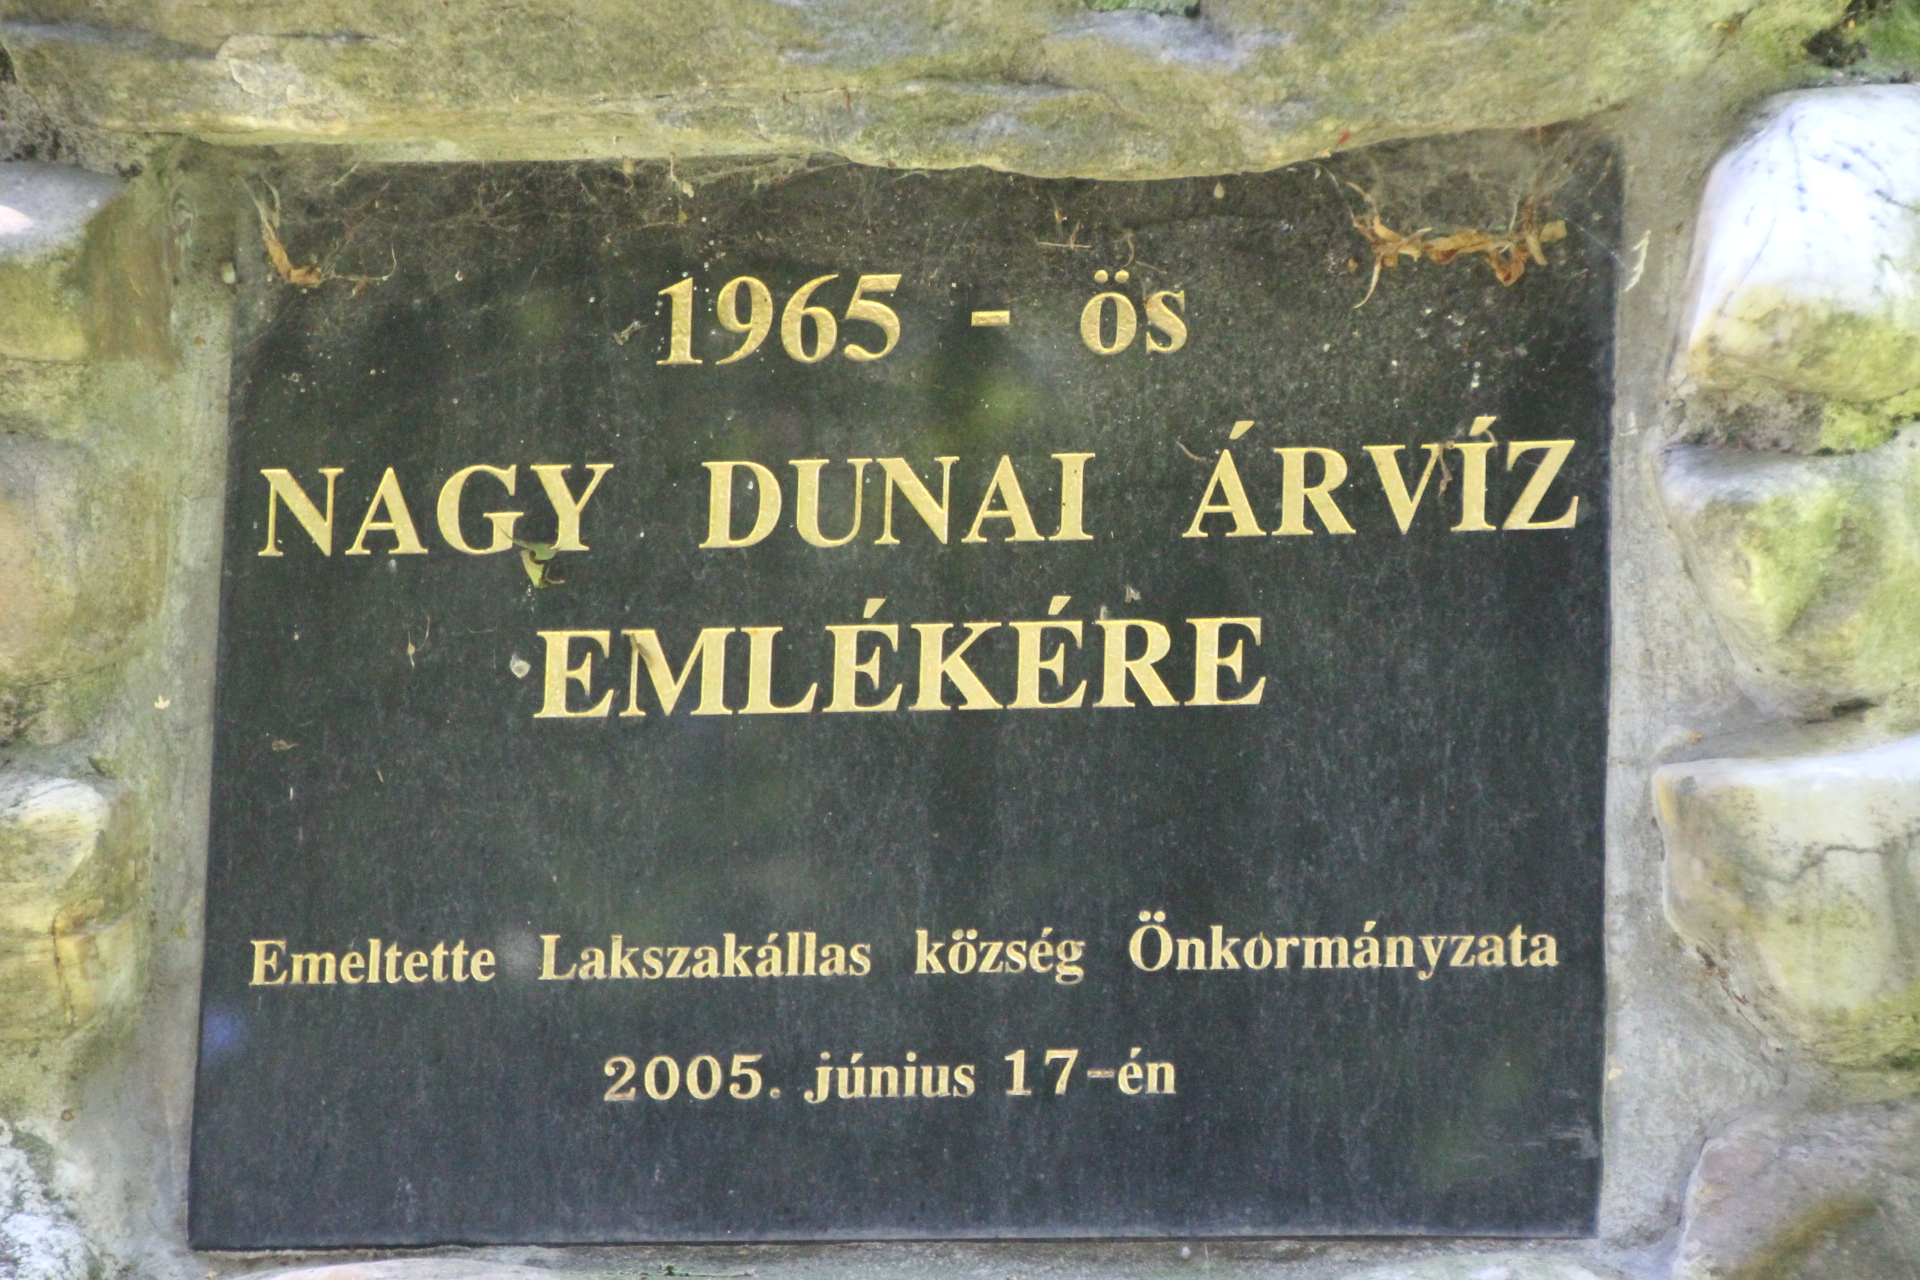 1965 - ös
NAGY DUNAI ÁRVÍZ
EMLÉKÉRE
Emeltette Lakszakállas község Önkormányzata
2005. június 17-én